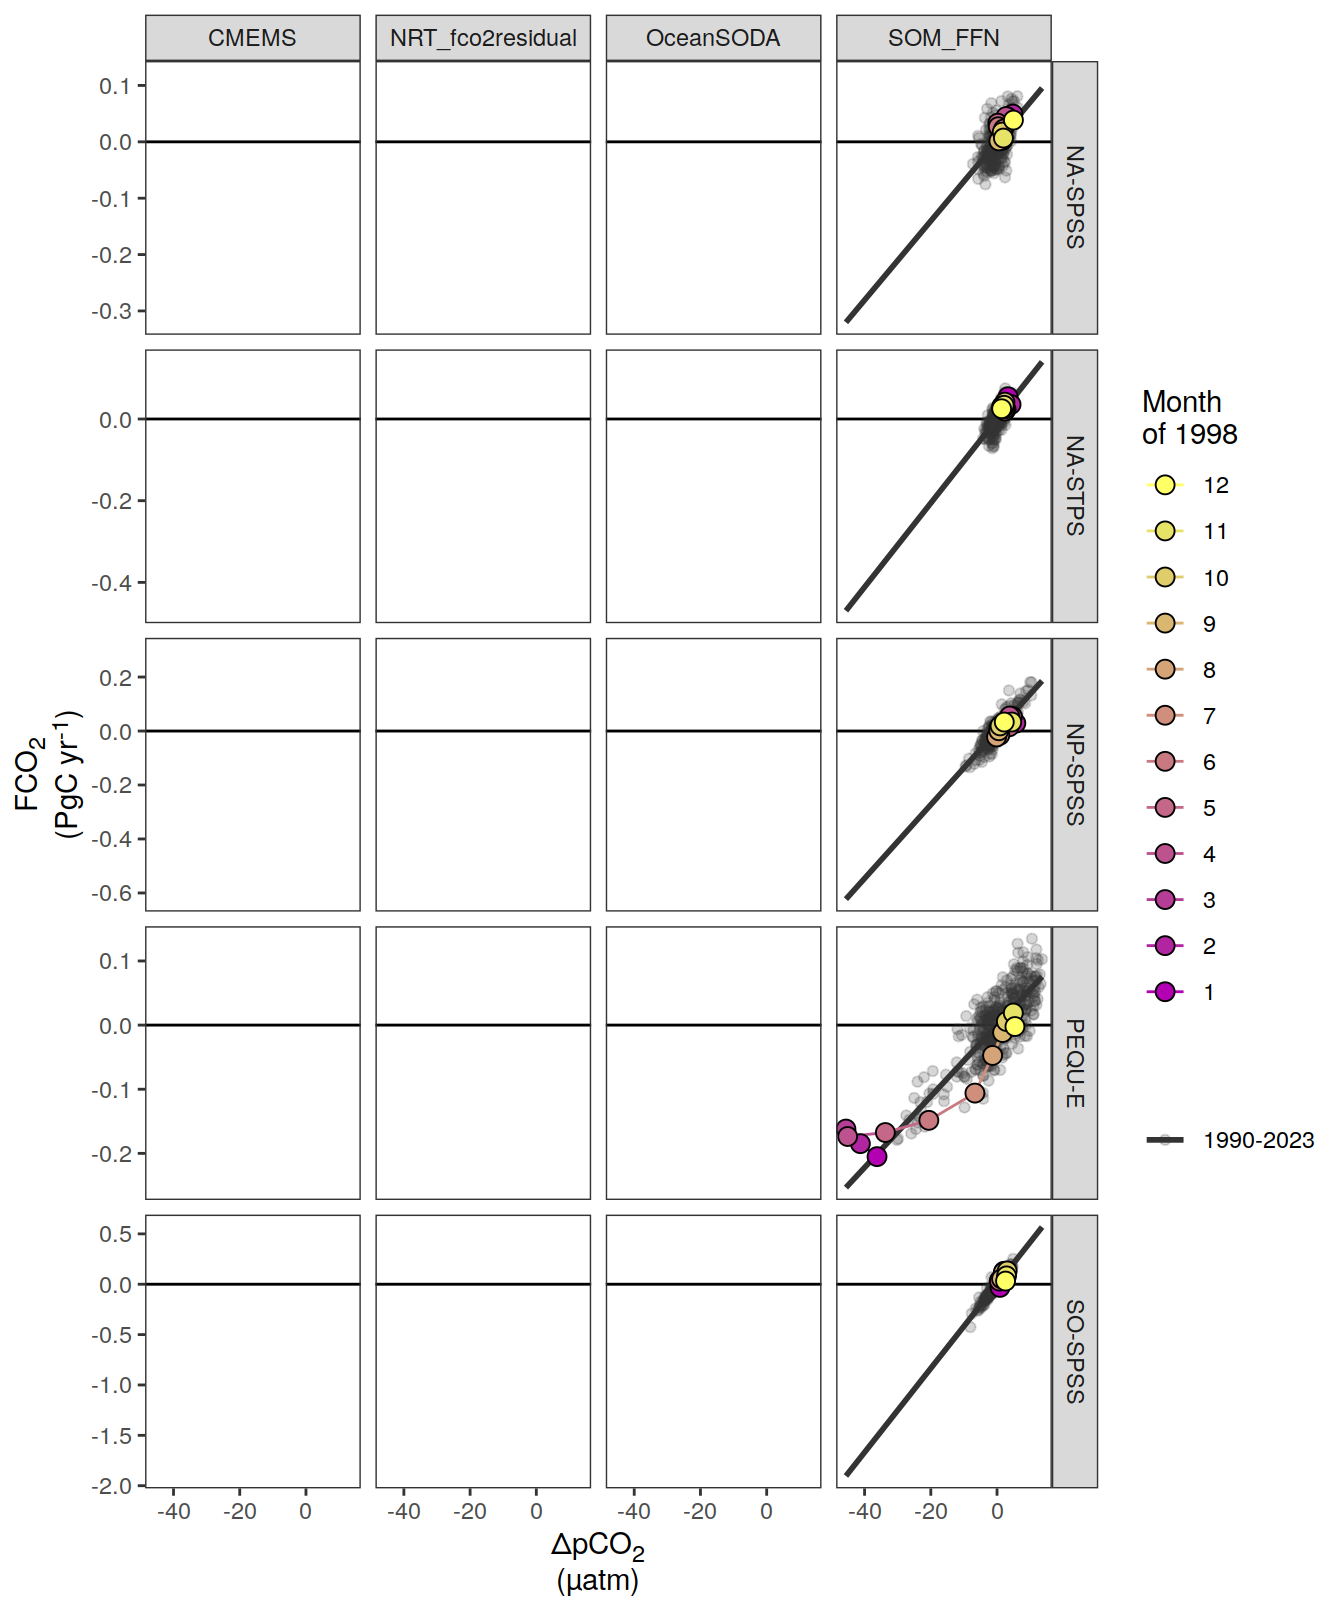 CMEMS NRT_fco2residual OceanSODA SOM_FFN
0.1
0.0
-0.1
-0.2
-0.3
NA-SPSS
0.0
-0.2
-0.4
NA-STPS
0.2
0.0
-0.2
-0.4
-0.6
NP-SPSS
0.1
0.0
-0.1
-0.2
PEQU-E
0.5
0.0
-0.5
-1.0
-1.5
-2.0
SO-SPSS
-40 -20 0 -40 -20 0 -40 -20 0 -40 -20 0
ΔpCO₂
(µatm)
FCO₂
(PgC yr⁻¹)
Month
of 1998
12
11
10
9
8
7
6
5
4
3
2
1
1990-2023